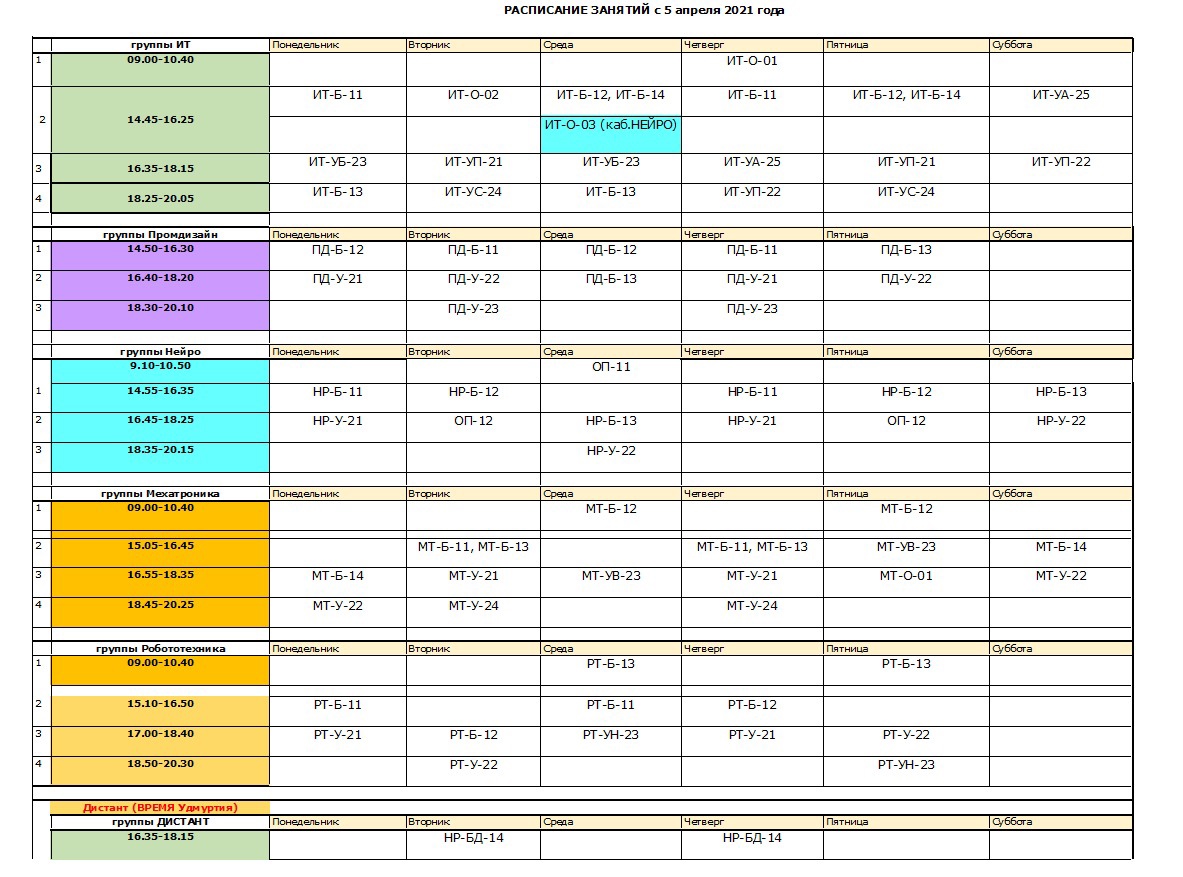 РАСПИСАНИЕ ЗАНЯТИЙ с 5 апреля 2021 года
группы ИТ Понедельник Вторник Среда Четверг Пятница Суббота
1 09.00-10.40 ИТ-О-01
ИТ-Б-11 ИТ-О-02 ИТ-Б-12, ИТ-Б-14 ИТ-Б-11 ИТ-Б-12, ИТ-Б-14 ИТ-УА-25
2 14.45-16.25 ИТ-О-03 (каб.НЕЙРО)
3 16.35-18.15 ИТ-УБ-23 ИТ-УП-21 ИТ-УБ-23 ИТ-УА-25 ИТ-УП-21 ИТ-УП-22
4 18.25-20.05 ИТ-Б-13 ИТ-УС-24 ИТ-Б-13 ИТ-УП-22 ИТ-УС-24
группы Промдизайн Понедельник Вторник Среда Четверг Пятница Суббота
1 14.50-16.30 ПД-Б-12 ПД-Б-11 ПД-Б-12 ПД-Б-11 ПД-Б-13
2 16.40-18.20 ПД-У-21 ПД-У-22 ПД-Б-13 ПД-У-21 ПД-У-22
3 18.30-20.10 ПД-У-23 ПД-У-23
группы Нейро Понедельник Вторник Среда Четверг Пятница Суббота
9.10-10.50 ОП-11
1 14.55-16.35 НР-Б-11 НР-Б-12 НР-Б-11 НР-Б-12 НР-Б-13
2 16.45-18.25 НР-У-21 ОП-12 НР-Б-13 НР-У-21 ОП-12 НР-У-22
3 18.35-20.15 НР-У-22
группы Мехатроника Понедельник Вторник Среда Четверг Пятница Суббота
1 09.00-10.40 МТ-Б-12 МТ-Б-12
2 15.05-16.45 МТ-Б-11, МТ-Б-13 МТ-Б-11, МТ-Б-13 МТ-УВ-23 МТ-Б-14
3 16.55-18.35 МТ-Б-14 МТ-У-21 МТ-УВ-23 МТ-У-21 МТ-О-01 МТ-У-22
4 18.45-20.25 МТ-У-22 МТ-У-24 МТ-У-24
группы Робототехника Понедельник Вторник Среда Четверг Пятница Суббота
1 09.00-10.40 РТ-Б-13 РТ-Б-13
2 15.10-16.50 РТ-Б-11 РТ-Б-11 РТ-Б-12
3 17.00-18.40 РТ-У-21 РТ-Б-12 РТ-УН-23 РТ-У-21 РТ-У-22
4 18.50-20.30 РТ-У-22 РТ-УН-23
Дистант (ВРЕМЯ Удмуртия)
группы ДИСТАНТ Понедельник Вторник Среда Четверг Пятница Суббота
16.35-18.15 НР-БД-14 НР-БД-14